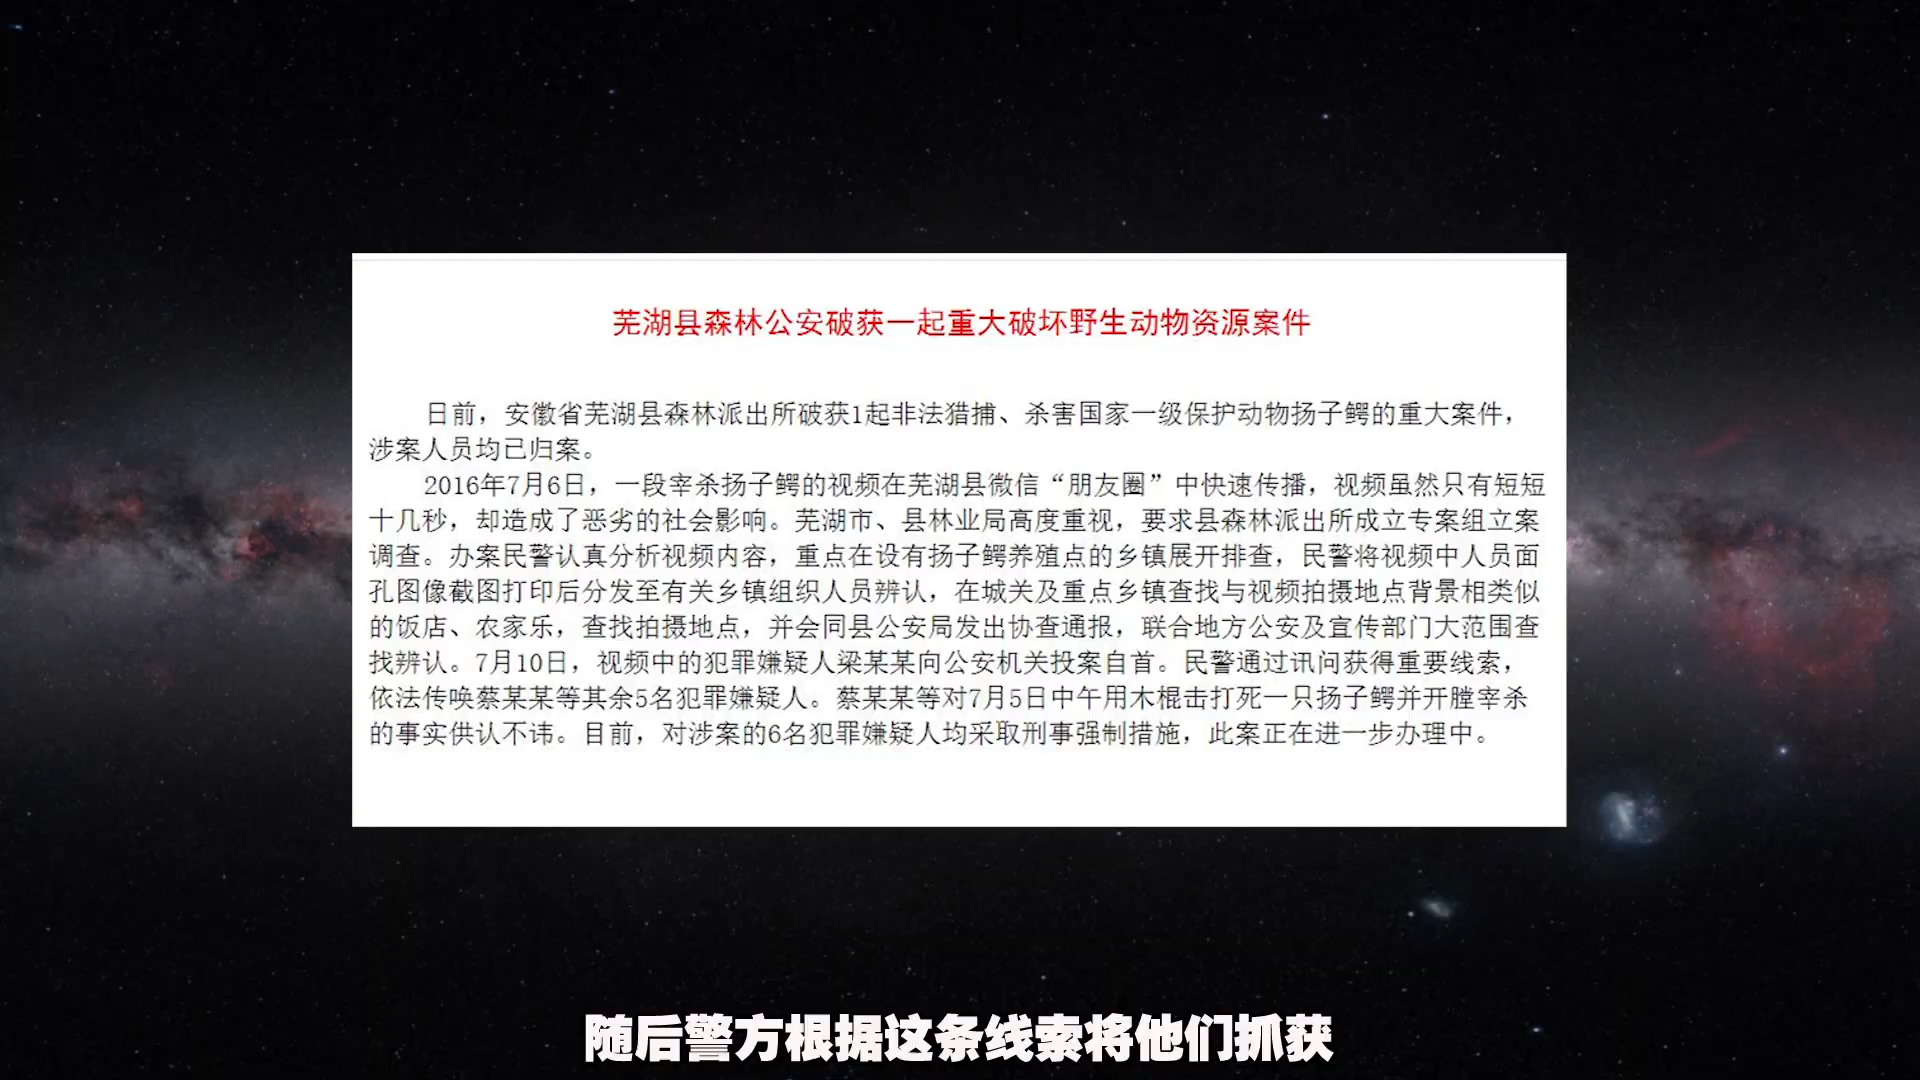 芜湖县森林公安破获一起重大破坏野生动物资源案件
日前，安徽省芜湖县森林派出所破获1起非法猎捕、杀害国家一级保护动物扬子鳄的重大案件，
涉案人员均已归案。
2016年7月6日，一段宰杀扬子鳄的视频在芜湖县微信“朋友圈”中快速传播，视频虽然只有短短
十几秒，却造成了恶劣的社会影响。芜湖市、县林业局高度重视，要求县森林派出所成立专案组立案
调查。办案民警认真分析视频内容，重点在设有扬子鳄养殖点的乡镇展开排查，民警将视频中人员面
孔图像截图打印后分发至有关乡镇组织人员辨认，在城关及重点乡镇查找与视频拍摄地点背景相类似
的饭店、农家乐，查找拍摄地点，并会同县公安局发出协查通报，联合地方公安及宣传部门大范围查
找辨认。7月10日，视频中的犯罪嫌疑人梁某某向公安机关投案自首。民警通过讯问获得重要线索，
依法传唤蔡某某等其余5名犯罪嫌疑人。蔡某某等对7月5日中午用木棍击打死一只扬子鳄并开膛宰杀
的事实供认不讳。目前，对涉案的6名犯罪嫌疑人均采取刑事强制措施，此案正在进一步办理中。
随后警方根据这条线索将他们抓获